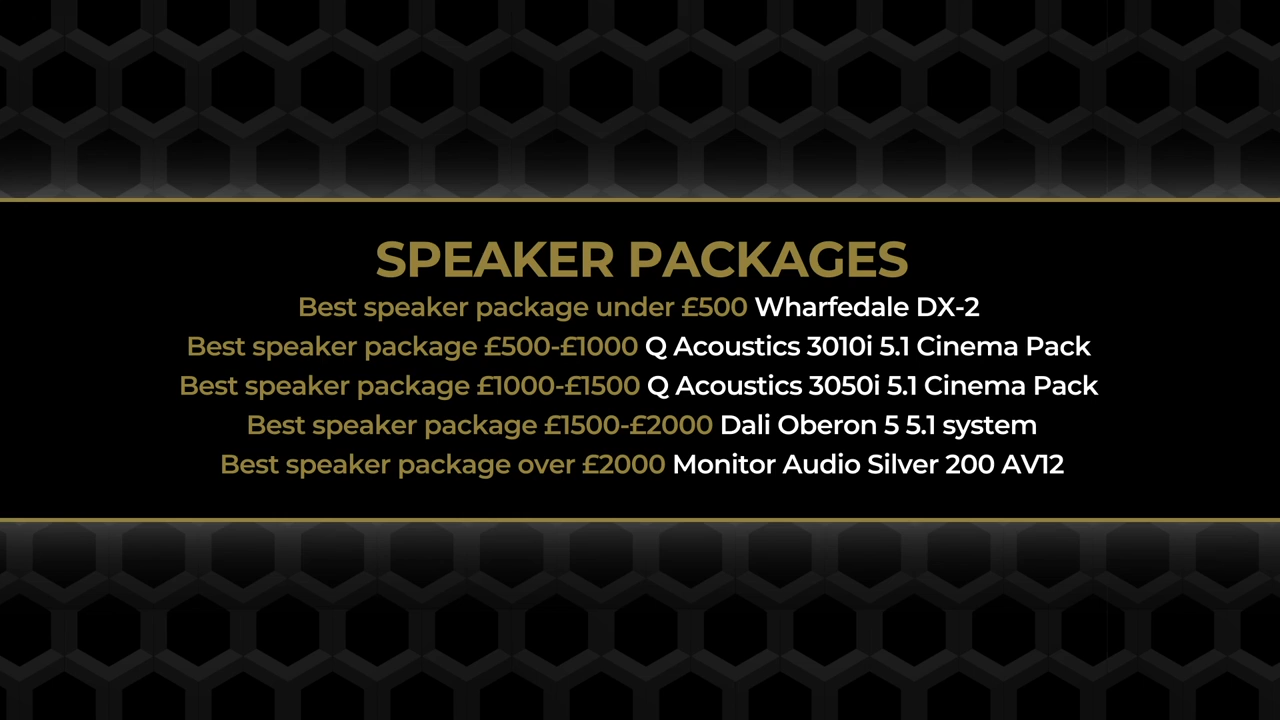 SPEAKER PACKAGES
Best speaker package under £500 Wharfedale DX-2
Best speaker package £500-£1000 Q Acoustics 3010i 5.1 Cinema Pack
Best speaker package £1000-£1500 Q Acoustics 3050i 5.1 Cinema Pack
Best speaker package £1500-£2000 Dali Oberon 5 5.1 system
Best speaker package over £2000 Monitor Audio Silver 200 AV12